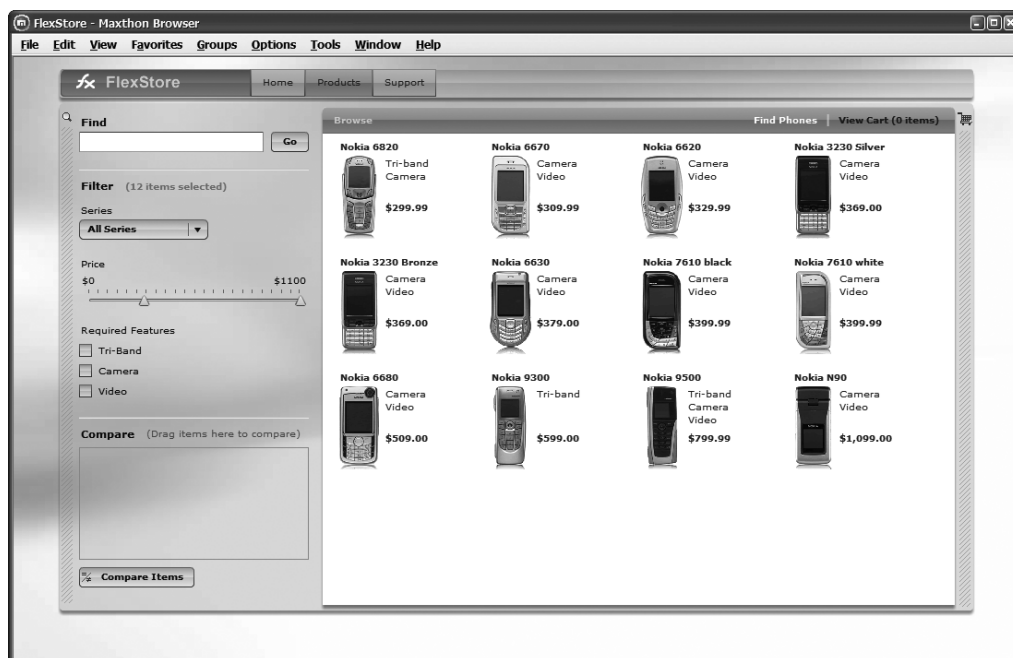 FlexStore - Maxthon Browser
File Edit View Favorites Groups Options Tools Window Help
fx FlexStore
Home Products Support
Find
Go
Filter (12 items selected)
Series
All Series
Price
$0 $1100
Required Features
Tri-Band
Camera
Video
Compare (Drag items here to compare)
Compare Items
Browse Find Phones View Cart (0 items)
Nokia 6820
Tri-band
Camera
$299.99
Nokia 6670
Camera
Video
$309.99
Nokia 6620
Camera
Video
$329.99
Nokia 3230 Silver
Camera
Video
$369.00
Nokia 3230 Bronze
Camera
Video
$369.00
Nokia 6630
Camera
Video
$379.00
Nokia 7610 black
Camera
Video
$399.99
Nokia 7610 white
Camera
Video
$399.99
Nokia 6680
Camera
Video
$509.00
Nokia 9300
Tri-band
$599.00
Nokia 9500
Tri-band
Camera
Video
$799.99
Nokia N90
Camera
Video
$1,099.00